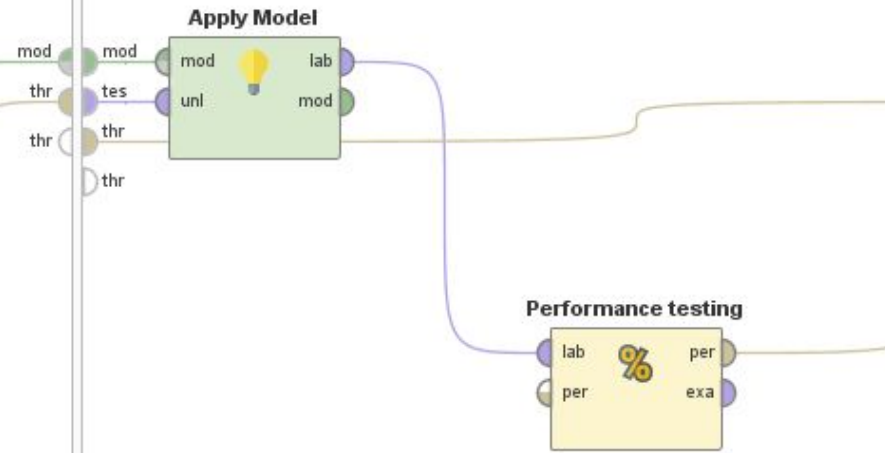 Apply Model
mod mod mod lab
thr tes unl mod
thr thr
thr
Performance testing
lab % per
per exa